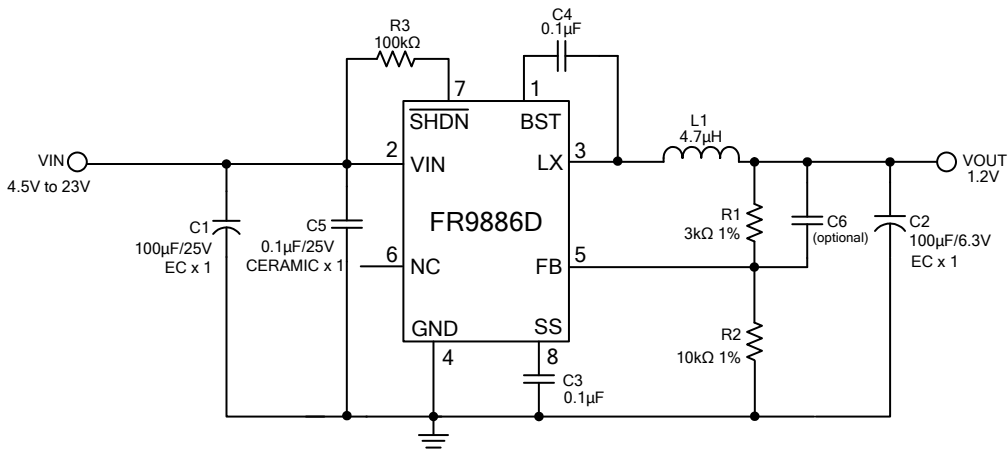 C4
0.1µF
R3
100kΩ
7
1
SHDN
BST
L1
4.7µH
VIN
4.5V to 23V
2
VIN
LX
3
VOUT
1.2V
C1
100µF/25V
EC x 1
C5
0.1µF/25V
CERAMIC x 1
FR9886D
R1
3kΩ 1%
C6
(optional)
C2
100µF/6.3V
EC x 1
6
NC
FB
5
GND
SS
4
8
R2
10kΩ 1%
C3
0.1µF